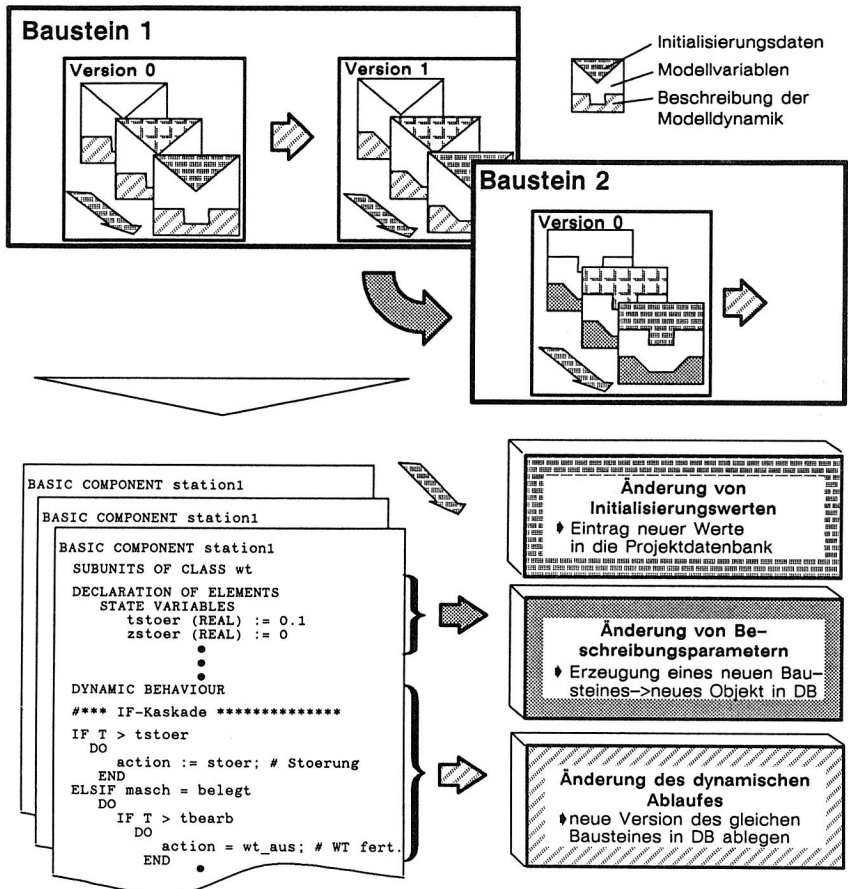 Baustein 1
Version 0
Version 1
Initialisierungsdaten
Modellvariablen
Beschreibung der
Modelldynamik
Baustein 2
Version 0
BASIC COMPONENT station1
BASIC COMPONENT station1
BASIC COMPONENT station1
SUBUNITS OF CLASS wt
DECLARATION OF ELEMENTS
STATE VARIABLES
tstoer (REAL) := 0.1
zstoer (REAL) := 0
DYNAMIC BEHAVIOUR
#*** IF-Kaskade **************
IF T > tstoer
DO
action := stoer; # Stoerung
END
ELSIF masch = belegt
DO
IF T > tbearb
DO
action = wt_aus; # WT fert.
END
Änderung von
Initialisierungswerten
Eintrag neuer Werte
in die Projektdatenbank
Änderung von Be-
schreibungsparametern
Erzeugung eines neuen Bau-
steines->neues Objekt in DB
Änderung des dynamischen
Ablaufes
neue Version des gleichen
Bausteines in DB ablegen